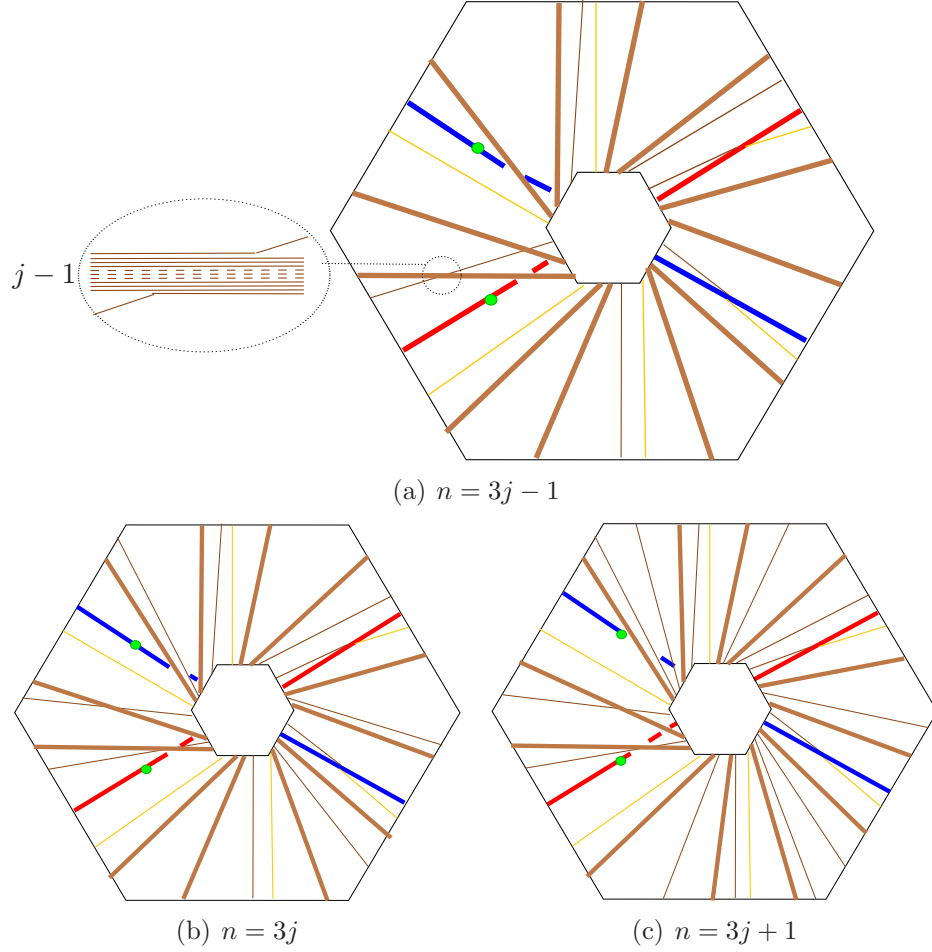 j − 1
(a) n = 3j − 1
(b) n = 3j
(c) n = 3j + 1